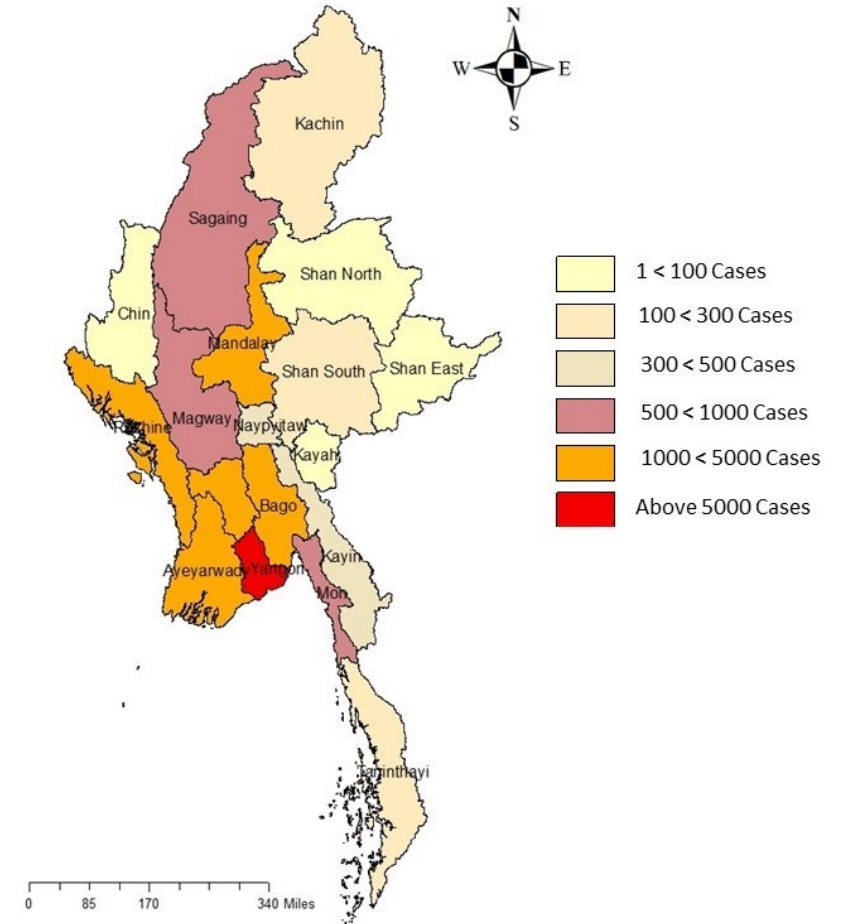 N
W E
S
Kachin
Sagaing
Shan North
Chin
Mandalay
Shan South
Shan East
Magway
Naypyitaw
Rakhine
Kayah
Bago
Kayin
Ayeyarwady
Yangon
Mon
Taninthayi
1 < 100 Cases
100 < 300 Cases
300 < 500 Cases
500 < 1000 Cases
1000 < 5000 Cases
Above 5000 Cases
0 85 170 340 Miles